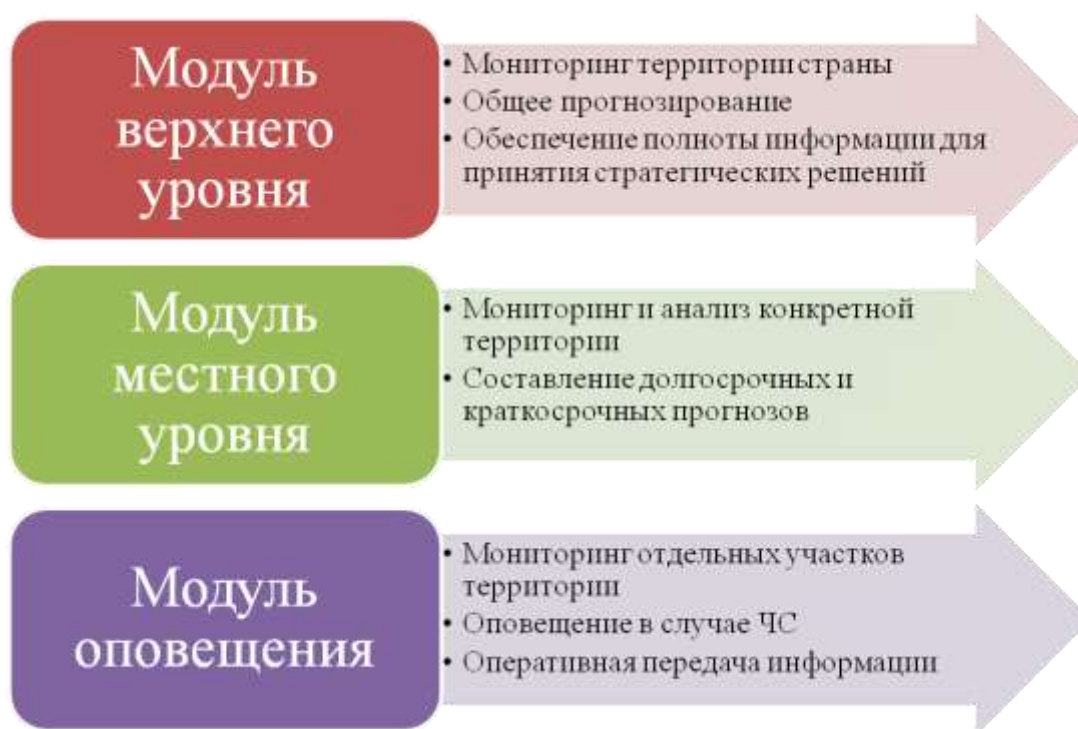 Модуль
верхнего
уровня
• Мониторинг территории страны
• Общее прогнозирование
• Обеспечение полноты информации для
принятия стратегических решений
Модуль
местного
уровня
• Мониторинг и анализ конкретной
территории
• Составление долгосрочных и
краткосрочных прогнозов
Модуль
оповещения
• Мониторинг отдельных участков
территории
• Оповещение в случае ЧС
• Оперативная передача информации